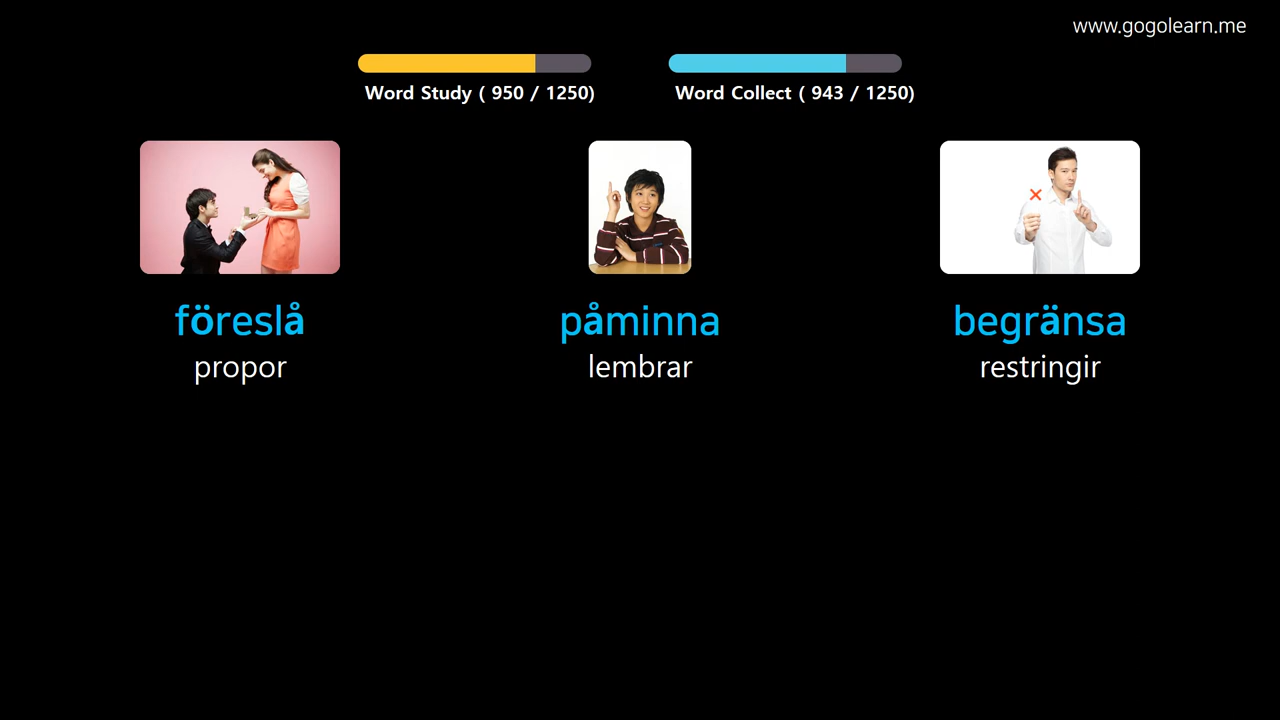 www.gogolearn.me
Word Study ( 950 / 1250)
Word Collect ( 943 / 1250)
föreslå
propor
påminna
lembrar
begränsa
restringir